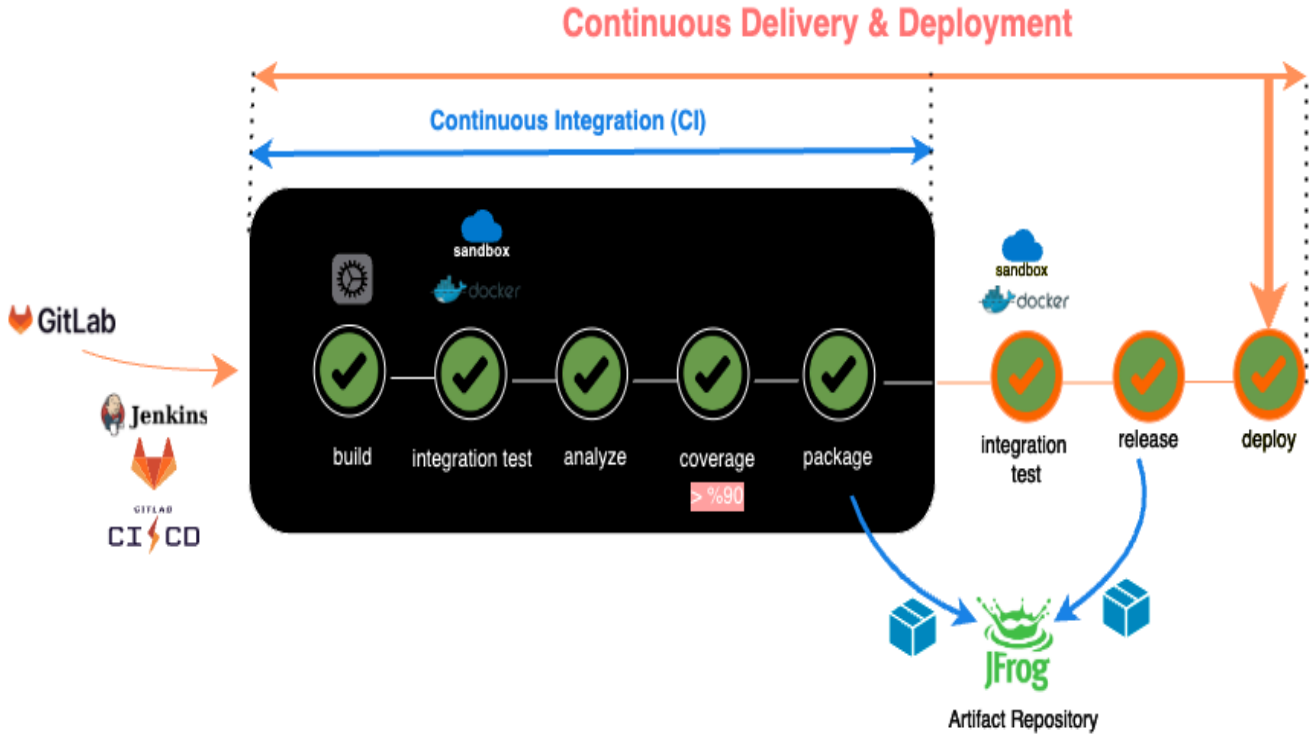 Continuous Delivery & Deployment
Continuous Integration (CI)
sandbox
docker
sandbox
docker
GitLab
Jenkins
GITLAB
CI CD
build
integration test
analyze
coverage
package
> %90
integration
test
release
deploy
JFrog
Artifact Repository